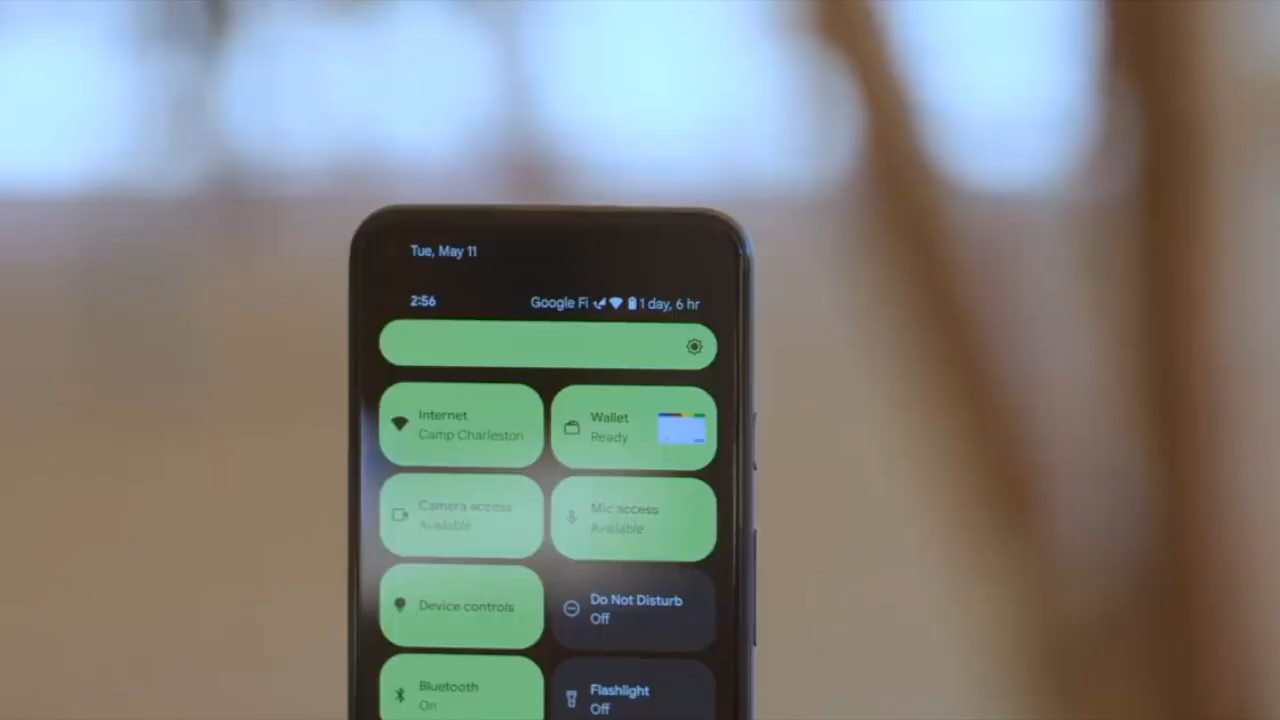 Tue, May 11
2:56
Google Fi
1 day, 6 hr
Internet
Camp Charleston
Wallet
Ready
Camera access
Available
Mic access
Available
Device controls
Do Not Disturb
Off
Bluetooth
On
Flashlight
Off